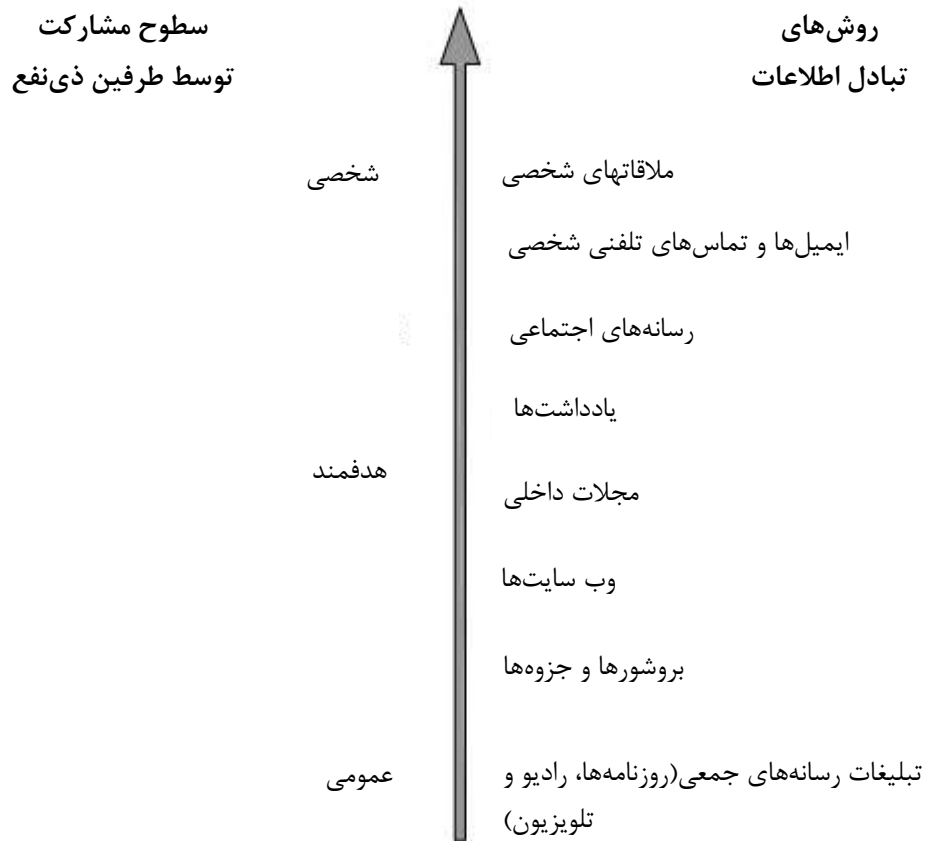 روش‌های
تبادل اطلاعات
سطوح مشارکت
توسط طرفین ذی‌نفع
ملاقاتهای شخصی
شخصی
ایمیل‌ها و تماس‌های تلفنی شخصی
رسانه‌های اجتماعی
یادداشت‌ها
هدفمند
مجلات داخلی
وب سایت‌ها
بروشورها و جزوه‌ها
تبلیغات رسانه‌های جمعی(روزنامه‌ها، رادیو و
تلویزیون)
عمومی